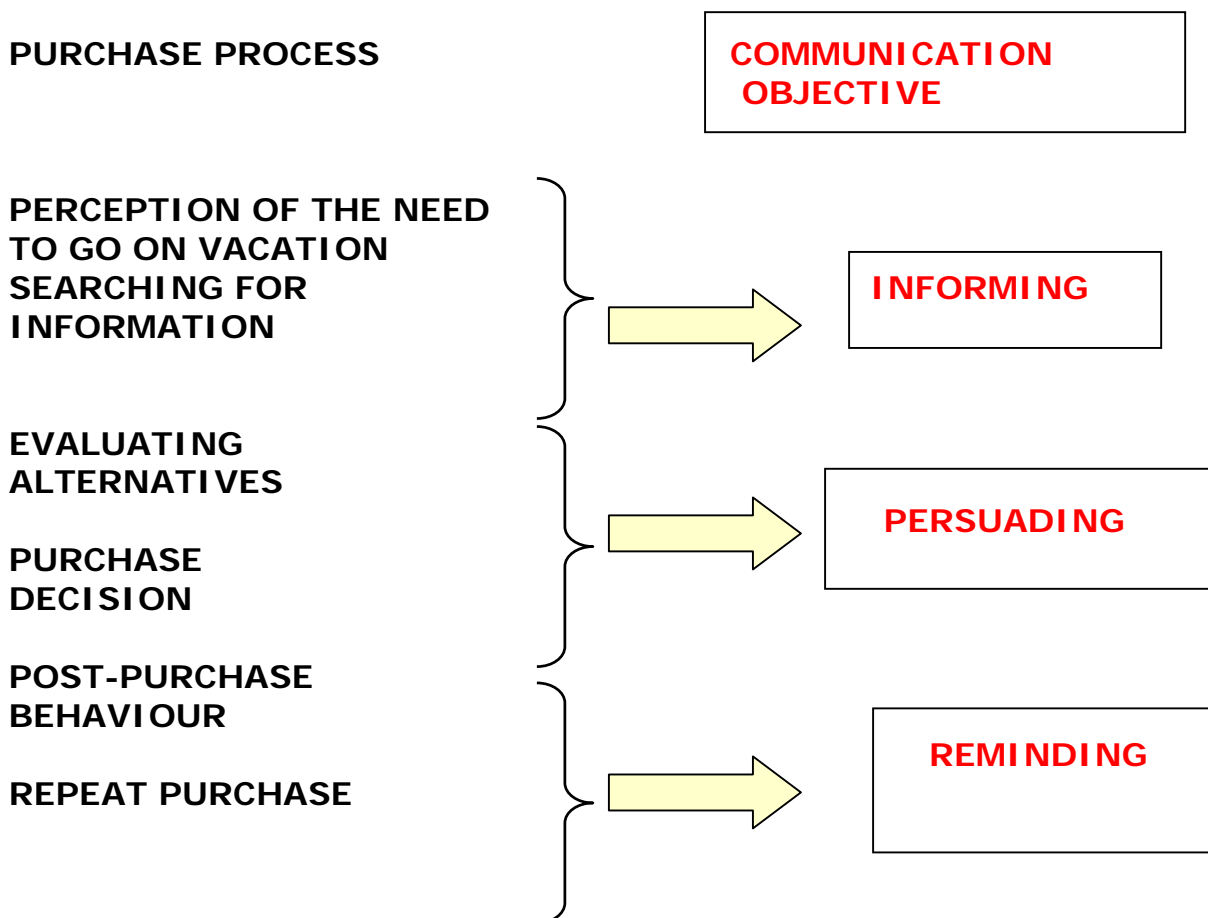 PURCHASE PROCESS
COMMUNICATION
OBJECTIVE
PERCEPTION OF THE NEED
TO GO ON VACATION
SEARCHING FOR
INFORMATION
INFORMING
EVALUATING
ALTERNATIVES
PURCHASE
DECISION
PERSUADING
POST-PURCHASE
BEHAVIOUR
REPEAT PURCHASE
REMINDING